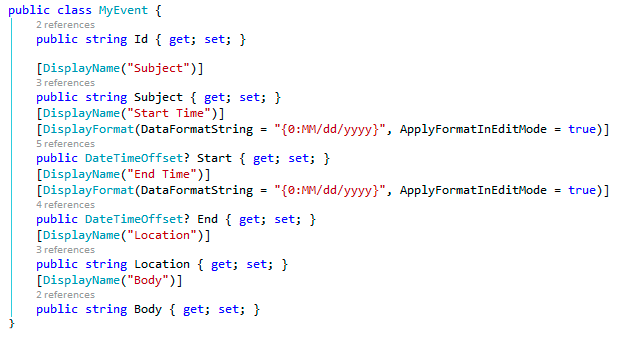 public class MyEvent {
2 references
public string Id { get; set; }
[DisplayName("Subject")]
3 references
public string Subject { get; set; }
[DisplayName("Start Time")]
[DisplayFormat(DataFormatString = "{0:MM/dd/yyyy}", ApplyFormatInEditMode = true)]
5 references
public DateTimeOffset? Start { get; set; }
[DisplayName("End Time")]
[DisplayFormat(DataFormatString = "{0:MM/dd/yyyy}", ApplyFormatInEditMode = true)]
4 references
public DateTimeOffset? End { get; set; }
[DisplayName("Location")]
3 references
public string Location { get; set; }
[DisplayName("Body")]
2 references
public string Body { get; set; }
}